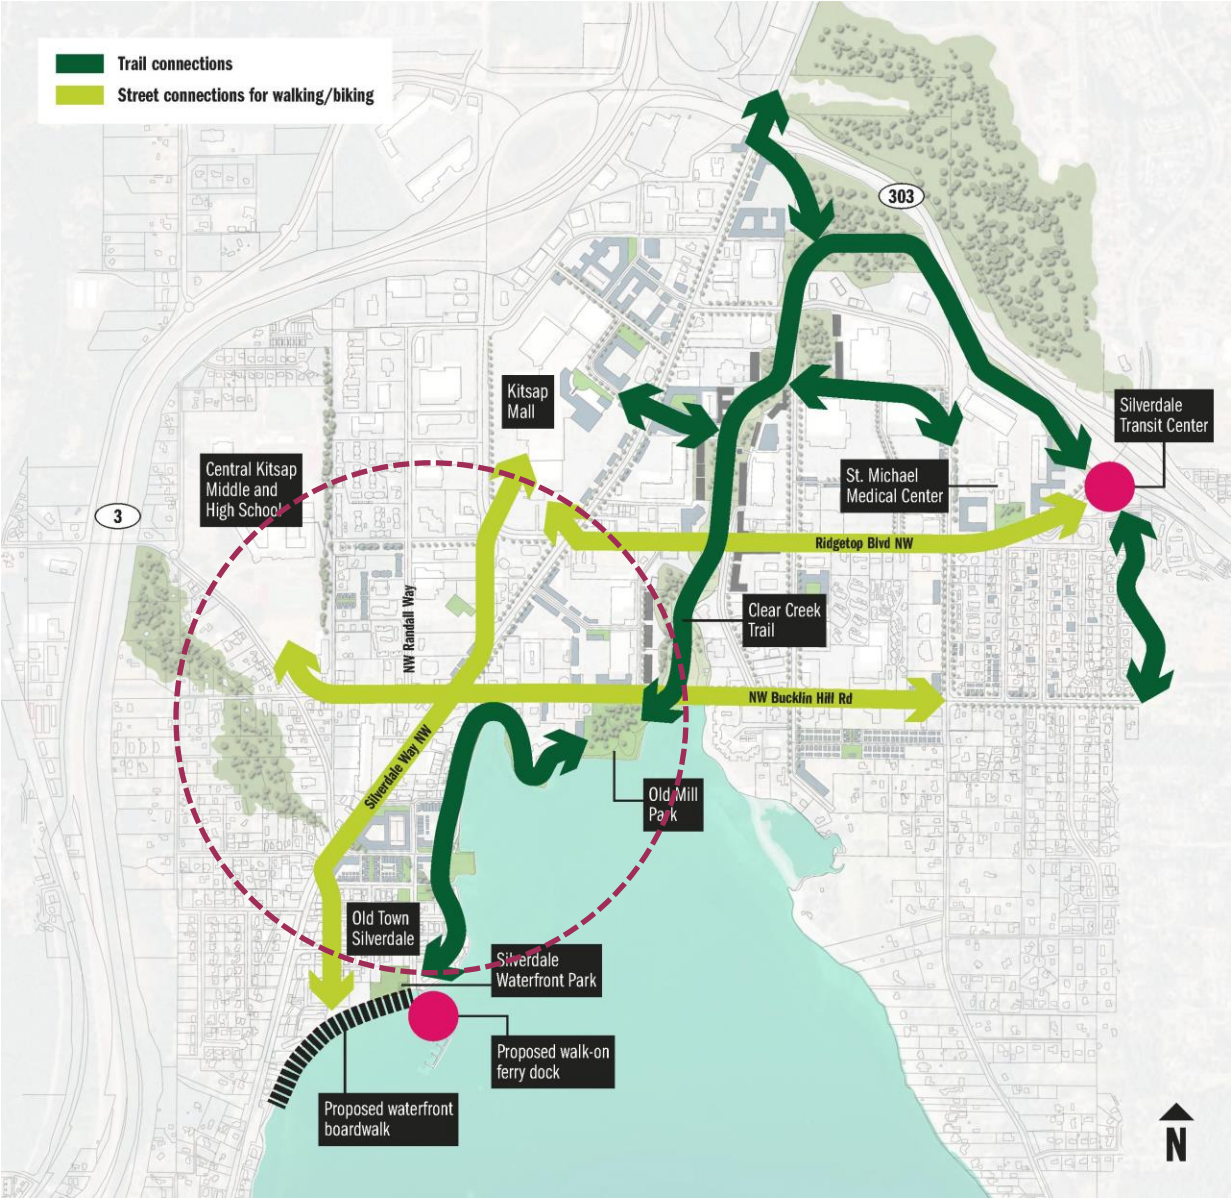 Trail connections
Street connections for walking/biking
303
Kitsap
Mall
Silverdale
Transit Center
Central Kitsap
Middle and
High School
St. Michael
Medical Center
3
Ridgetop Blvd NW
NW Randall Way
Clear Creek
Trail
NW Bucklin Hill Rd
Silverdale Way NW
Old Mill
Park
Old Town
Silverdale
Silverdale
Waterfront Park
Proposed walk-on
ferry dock
Proposed waterfront
boardwalk
N